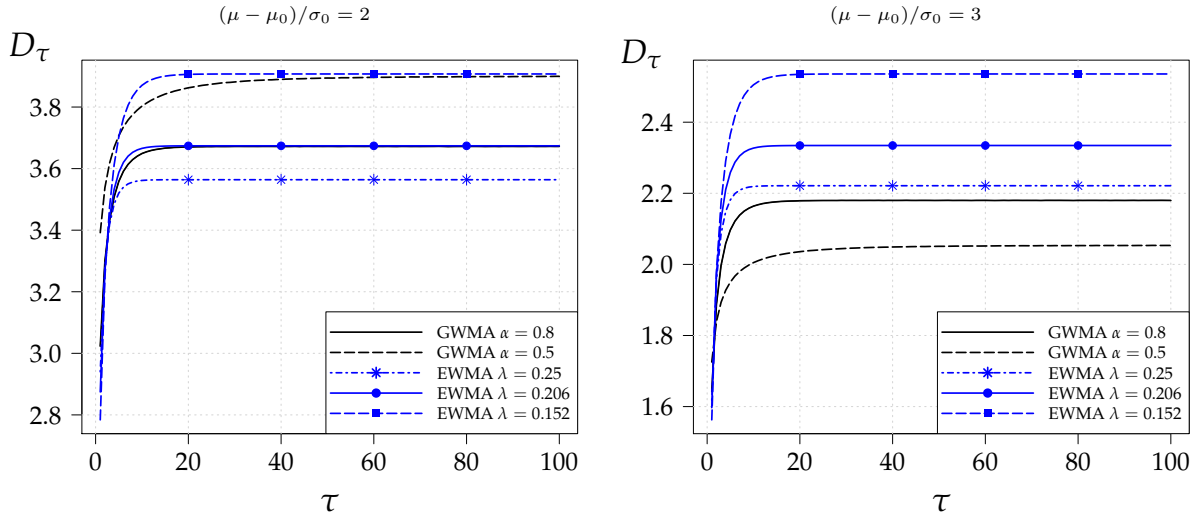 (μ − μ₀)/σ₀ = 2
D_τ
3.8
3.6
3.4
3.2
3.0
2.8
0 20 40 60 80 100
τ
GWMA α = 0.8
GWMA α = 0.5
EWMA λ = 0.25
EWMA λ = 0.206
EWMA λ = 0.152
(μ − μ₀)/σ₀ = 3
D_τ
2.4
2.2
2.0
1.8
1.6
0 20 40 60 80 100
τ
GWMA α = 0.8
GWMA α = 0.5
EWMA λ = 0.25
EWMA λ = 0.206
EWMA λ = 0.152